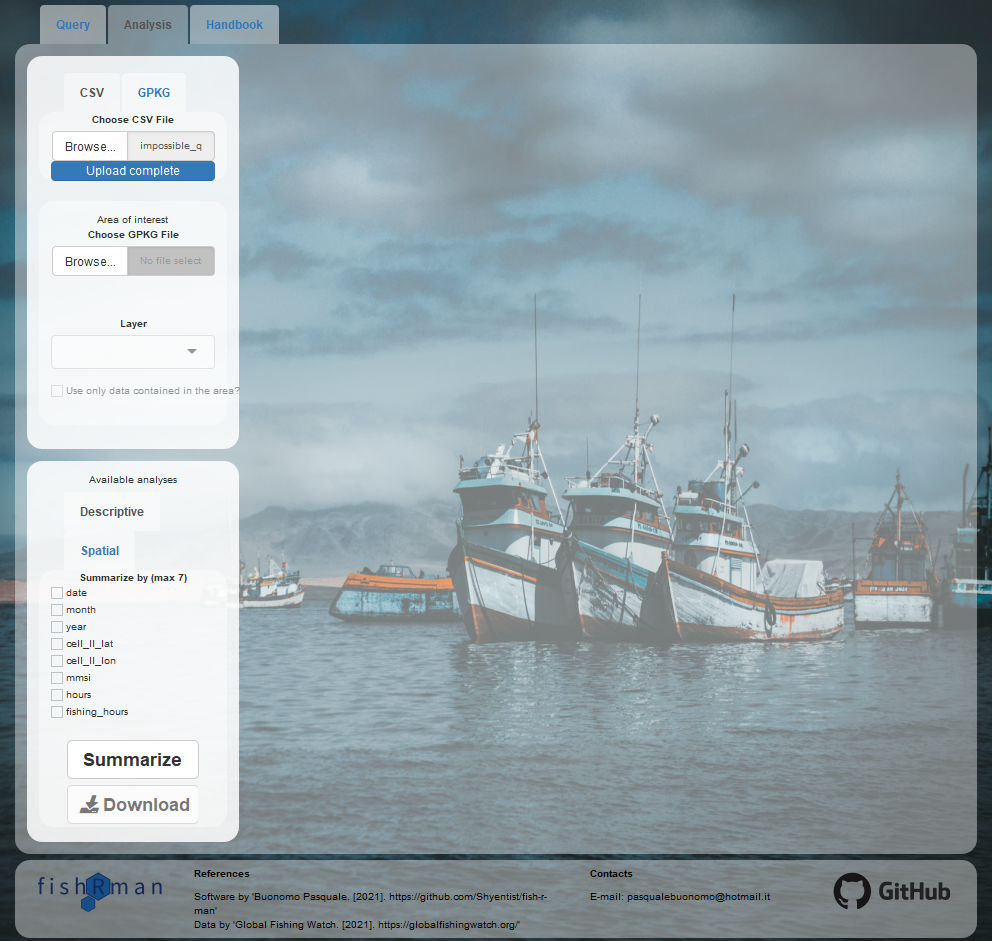 Query
Analysis
Handbook
CSV
GPKG
Choose CSV File
Browse...
impossible_q
Upload complete
Area of interest
Choose GPKG File
Browse...
No file select
Layer
Use only data contained in the area?
Available analyses
Descriptive
Spatial
Summarize by (max 7)
date
month
year
cell_ll_lat
cell_ll_lon
mmsi
hours
fishing_hours
Summarize
Download
fishRman
References
Software by 'Buonomo Pasquale. [2021]. https://github.com/Shyentist/fish-r-
man'
Data by 'Global Fishing Watch. [2021]. https://globalfishingwatch.org/'
Contacts
E-mail: pasqualebuonomo@hotmail.it
GitHub